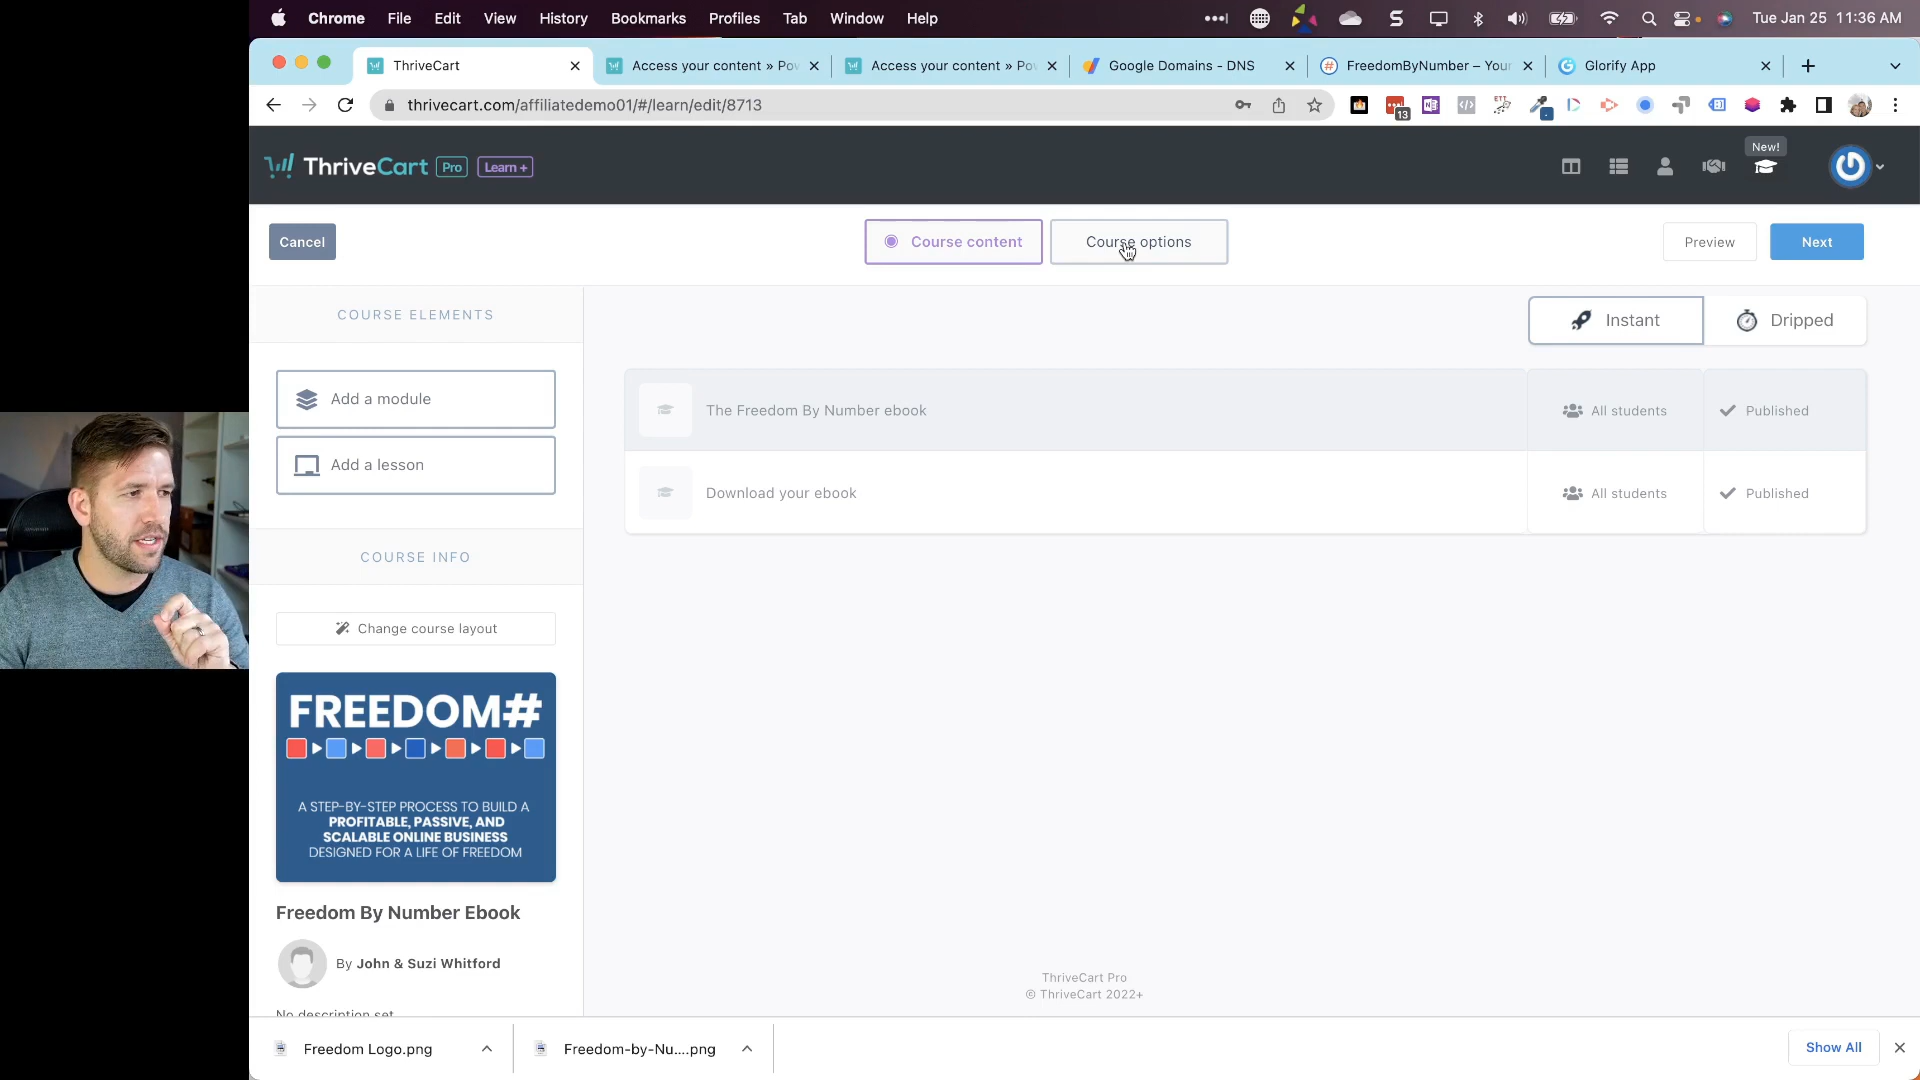 Chrome File Edit View History Bookmarks Profiles Tab Window Help Tue Jan 25 11:36 AM
ThriveCart Access your content » Po Access your content » Po Google Domains - DNS FreedomByNumber – Your Glorify App
thrivecart.com/affiliatedemo01/#/learn/edit/8713 13
ThriveCart Pro Learn + New!
Cancel Course content Course options Preview Next
COURSE ELEMENTS
Instant Dripped
Add a module
The Freedom By Number ebook All students Published
Add a lesson
Download your ebook All students Published
COURSE INFO
Change course layout
FREEDOM#
A STEP-BY-STEP PROCESS TO BUILD A
PROFITABLE, PASSIVE, AND
SCALABLE ONLINE BUSINESS
DESIGNED FOR A LIFE OF FREEDOM
Freedom By Number Ebook
By John & Suzi Whitford
No description set
ThriveCart Pro
© ThriveCart 2022+
Freedom Logo.png Freedom-by-Nu....png Show All